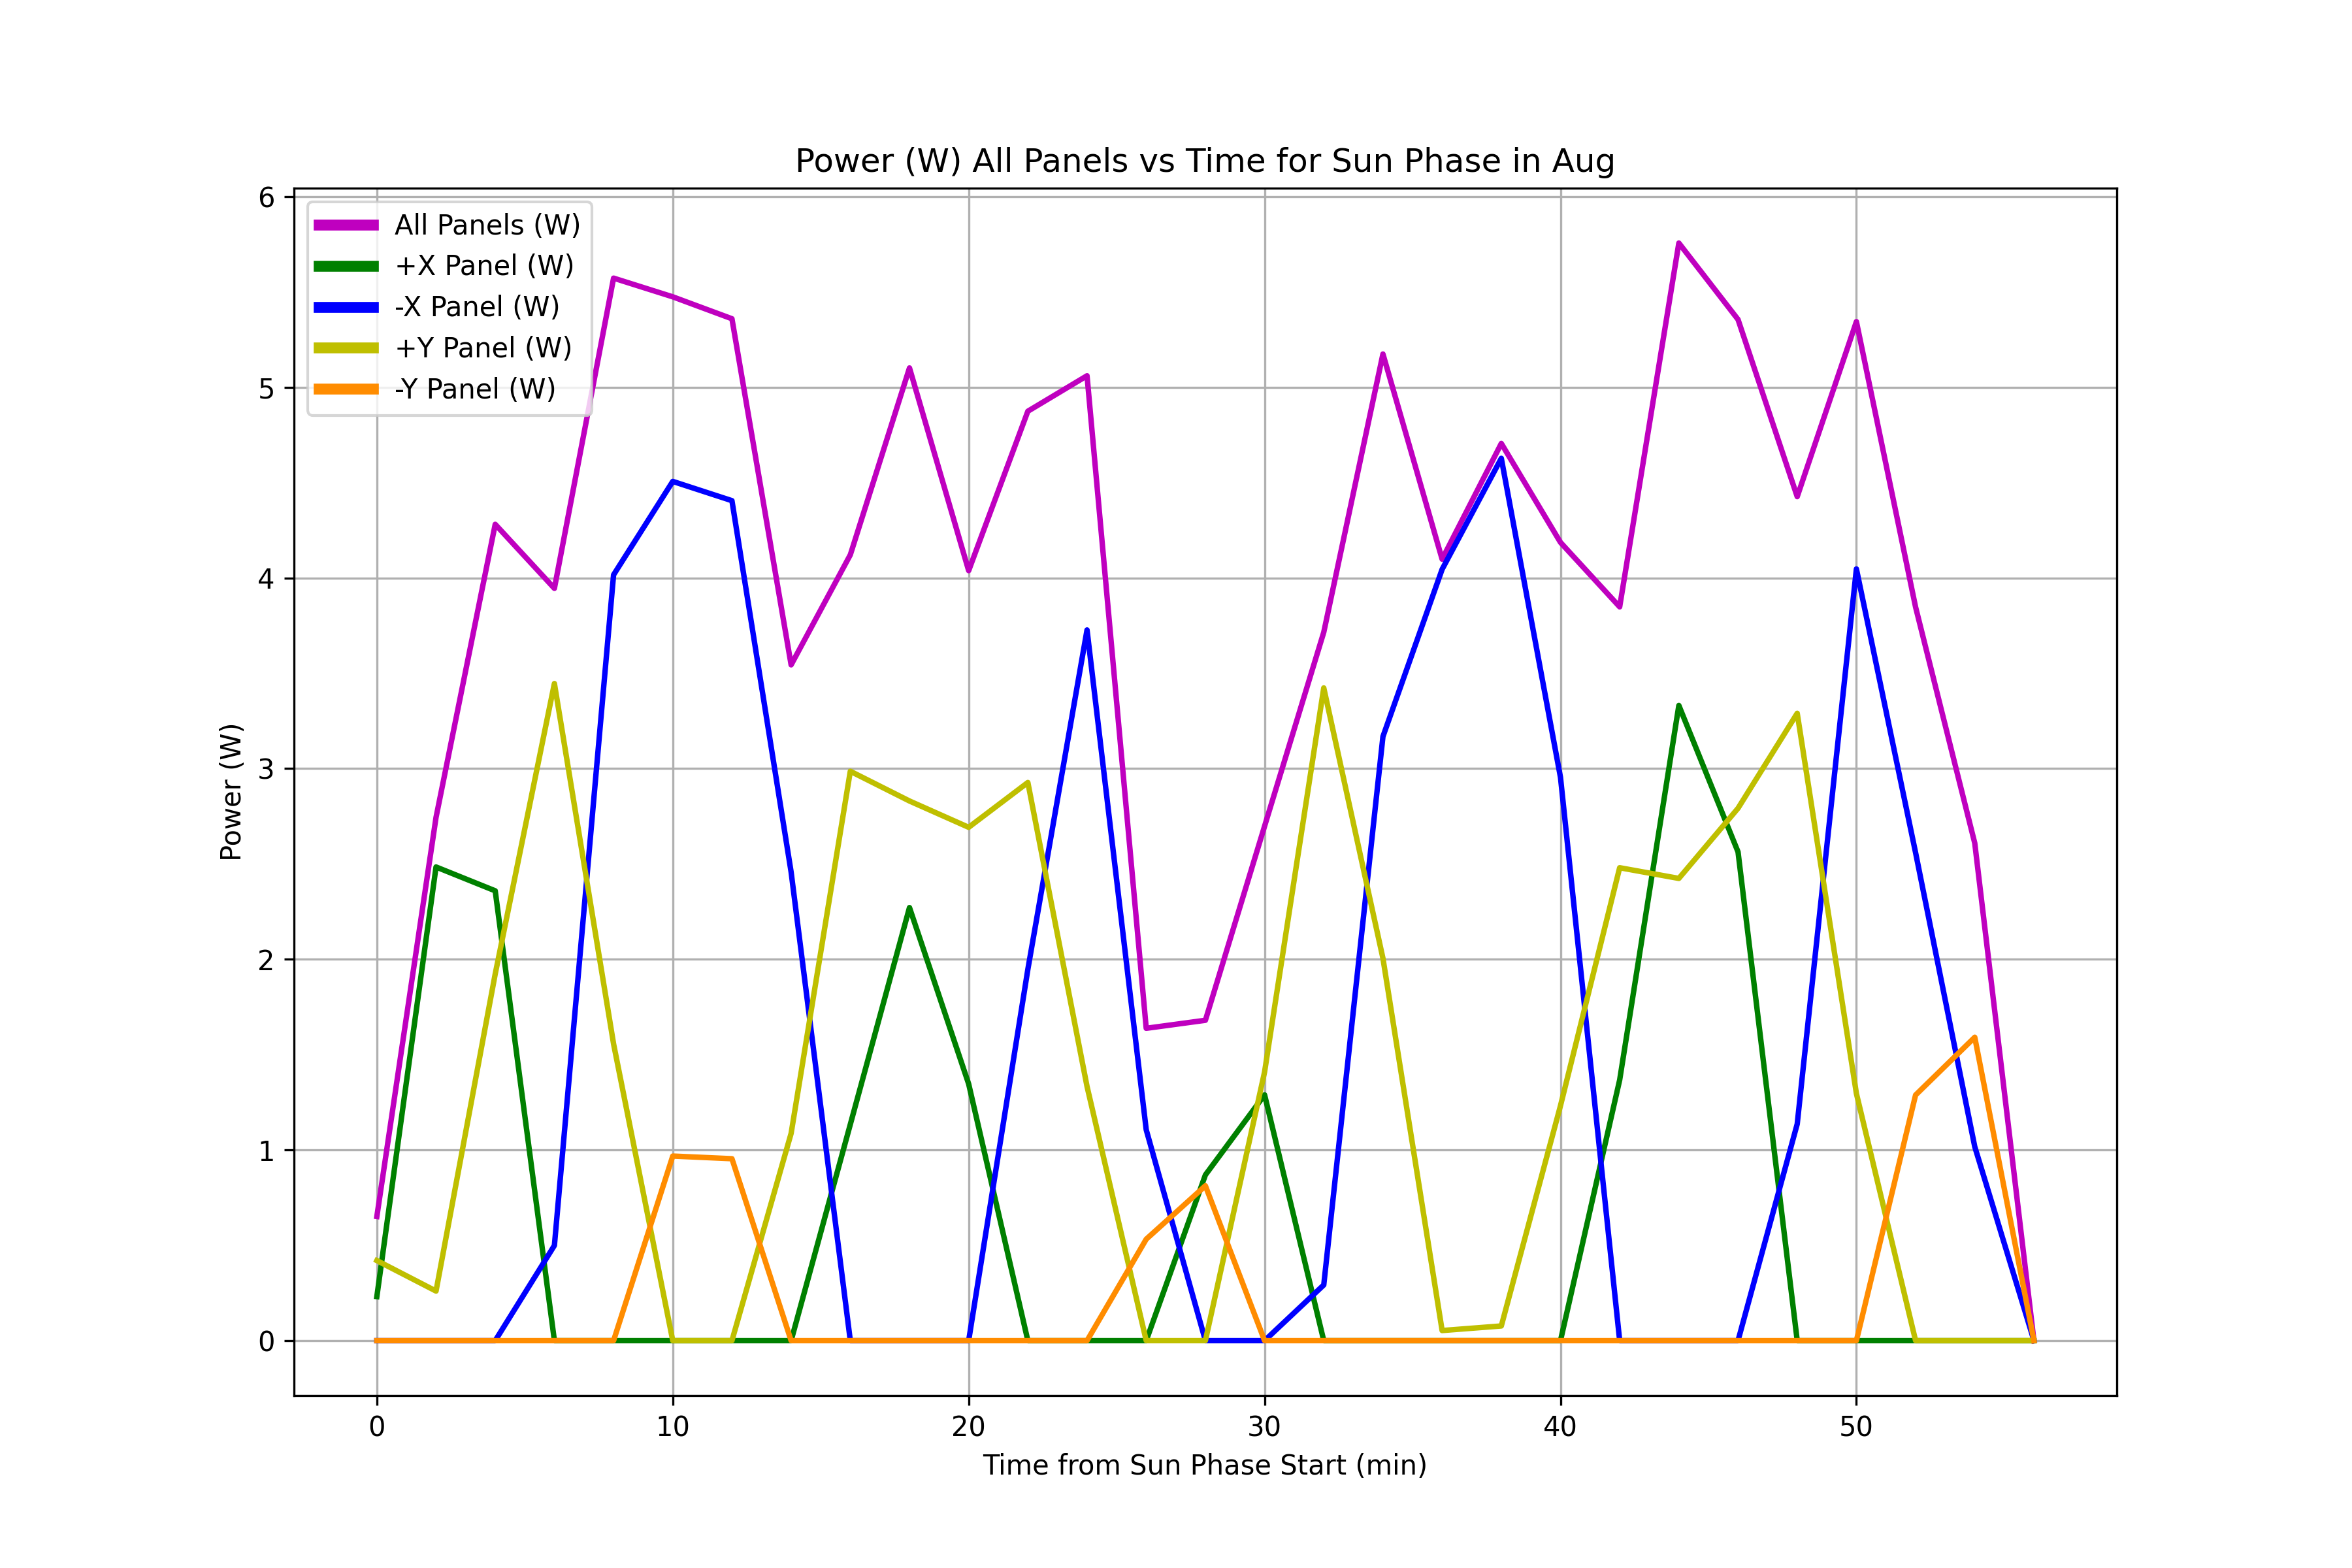 Power (W) All Panels vs Time for Sun Phase in Aug
6
All Panels (W)
+X Panel (W)
-X Panel (W)
+Y Panel (W)
-Y Panel (W)
5
4
3
2
1
0
Power (W)
0 10 20 30 40 50
Time from Sun Phase Start (min)